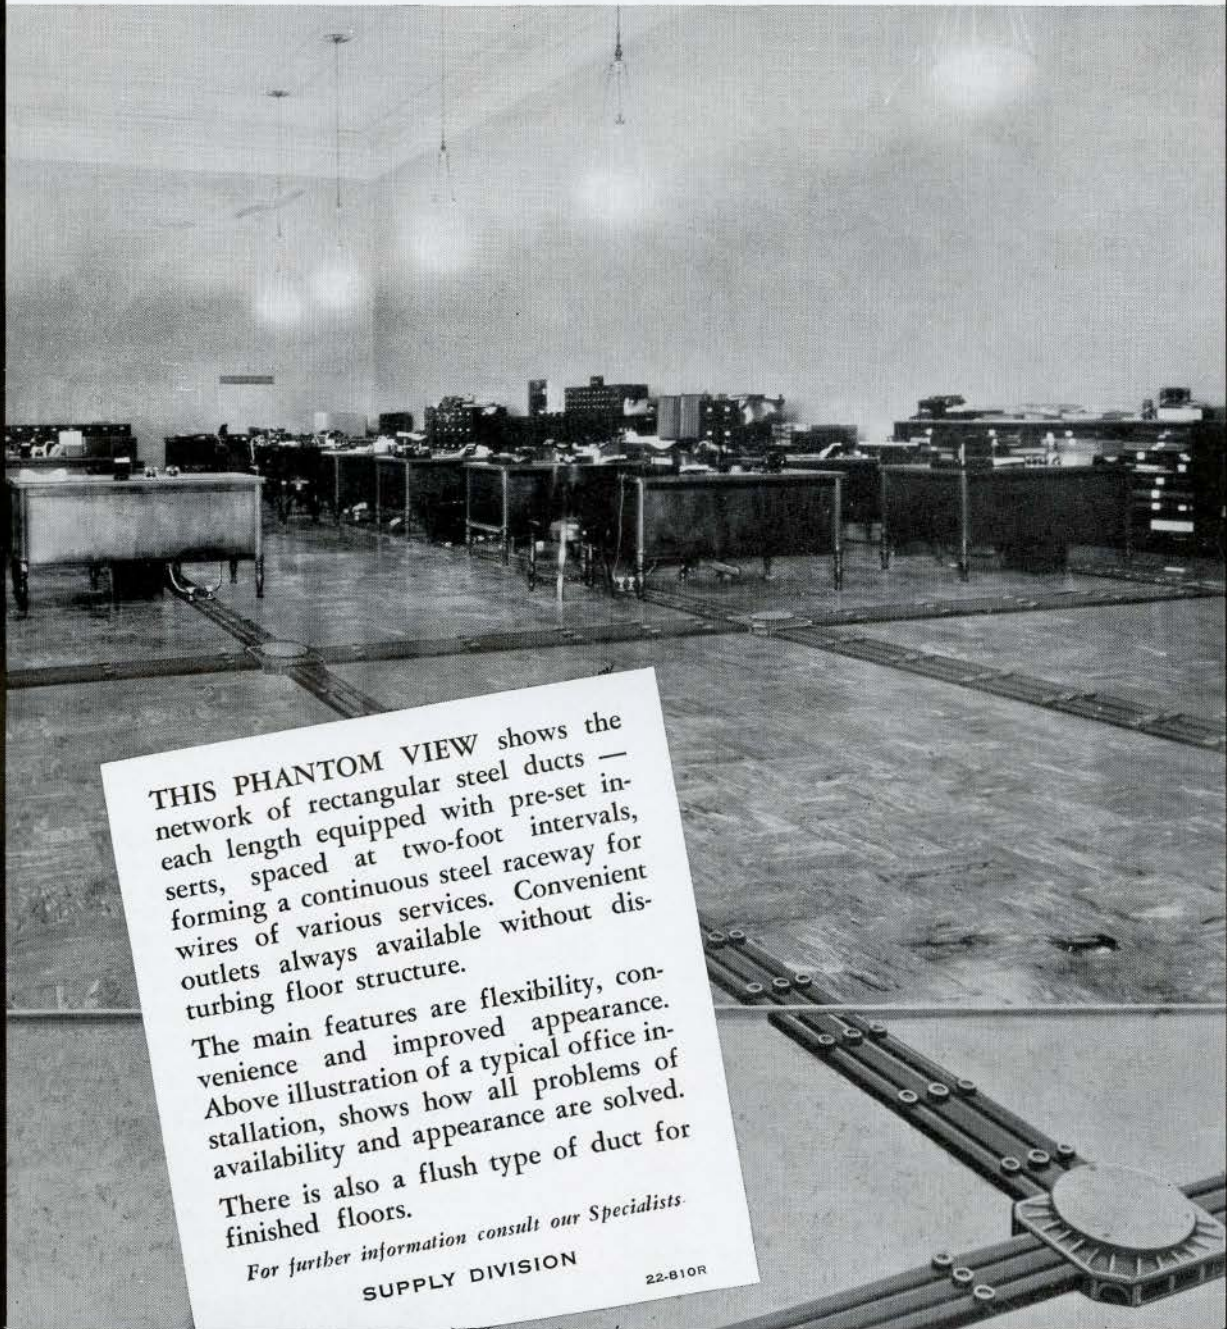 THIS PHANTOM VIEW shows the
network of rectangular steel ducts —
each length equipped with pre-set in-
serts, spaced at two-foot intervals,
forming a continuous steel raceway for
wires of various services. Convenient
outlets always available without dis-
turbing floor structure.
The main features are flexibility, con-
venience and improved appearance.
Above illustration of a typical office in-
stallation, shows how all problems of
availability and appearance are solved.
There is also a flush type of duct for
finished floors.
For further information consult our Specialists
SUPPLY DIVISION
22-810R